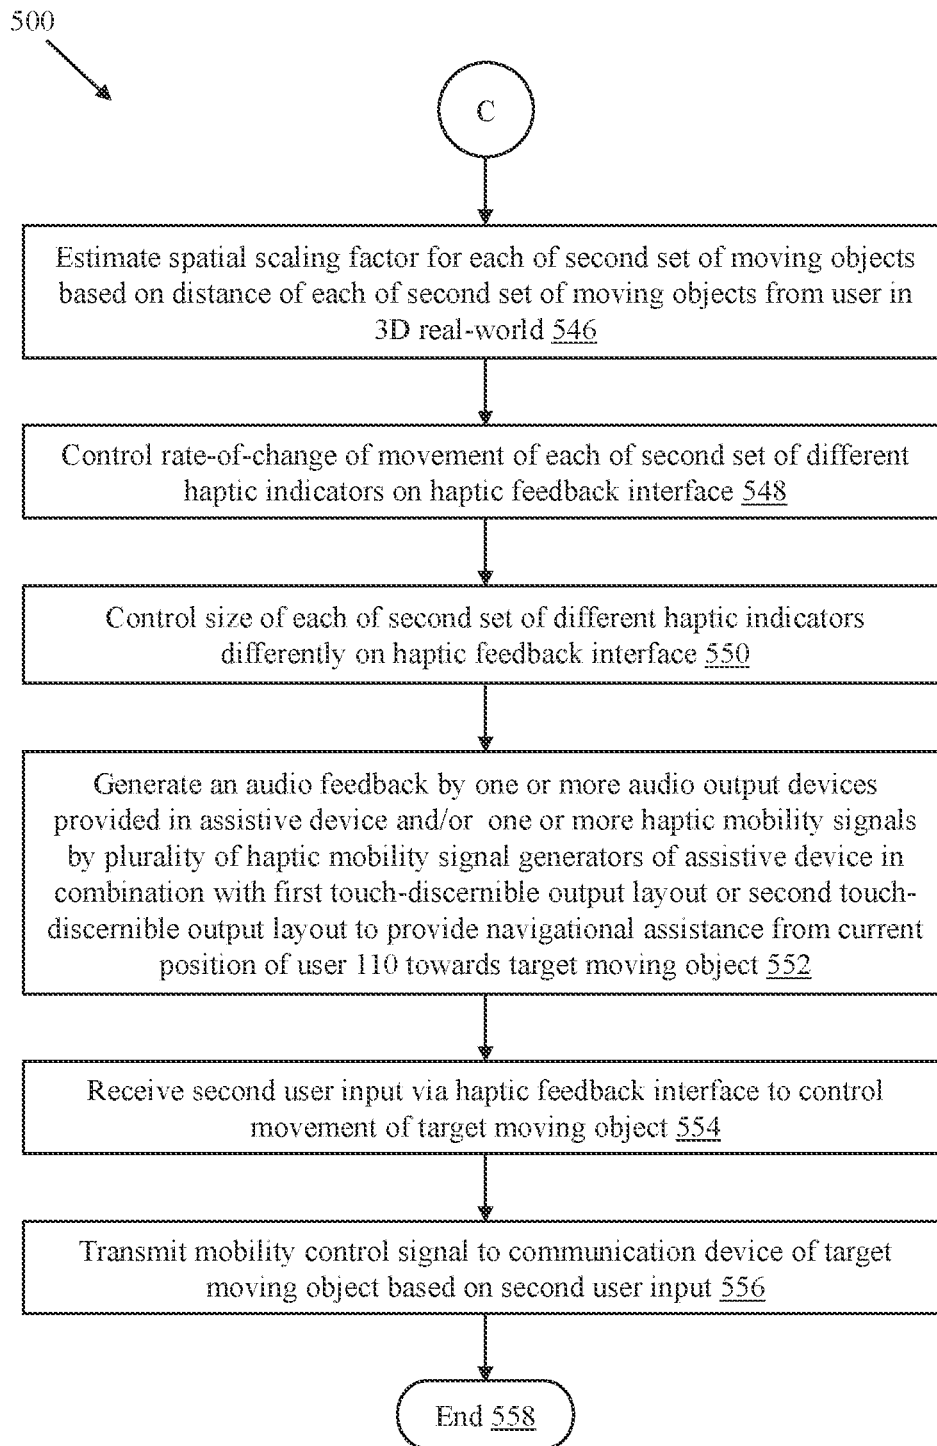 500
C
Estimate spatial scaling factor for each of second set of moving objects
based on distance of each of second set of moving objects from user in
3D real-world 546
Control rate-of-change of movement of each of second set of different
haptic indicators on haptic feedback interface 548
Control size of each of second set of different haptic indicators
differently on haptic feedback interface 550
Generate an audio feedback by one or more audio output devices
provided in assistive device and/or one or more haptic mobility signals
by plurality of haptic mobility signal generators of assistive device in
combination with first touch-discernible output layout or second touch-
discernible output layout to provide navigational assistance from current
position of user 110 towards target moving object 552
Receive second user input via haptic feedback interface to control
movement of target moving object 554
Transmit mobility control signal to communication device of target
moving object based on second user input 556
End 558